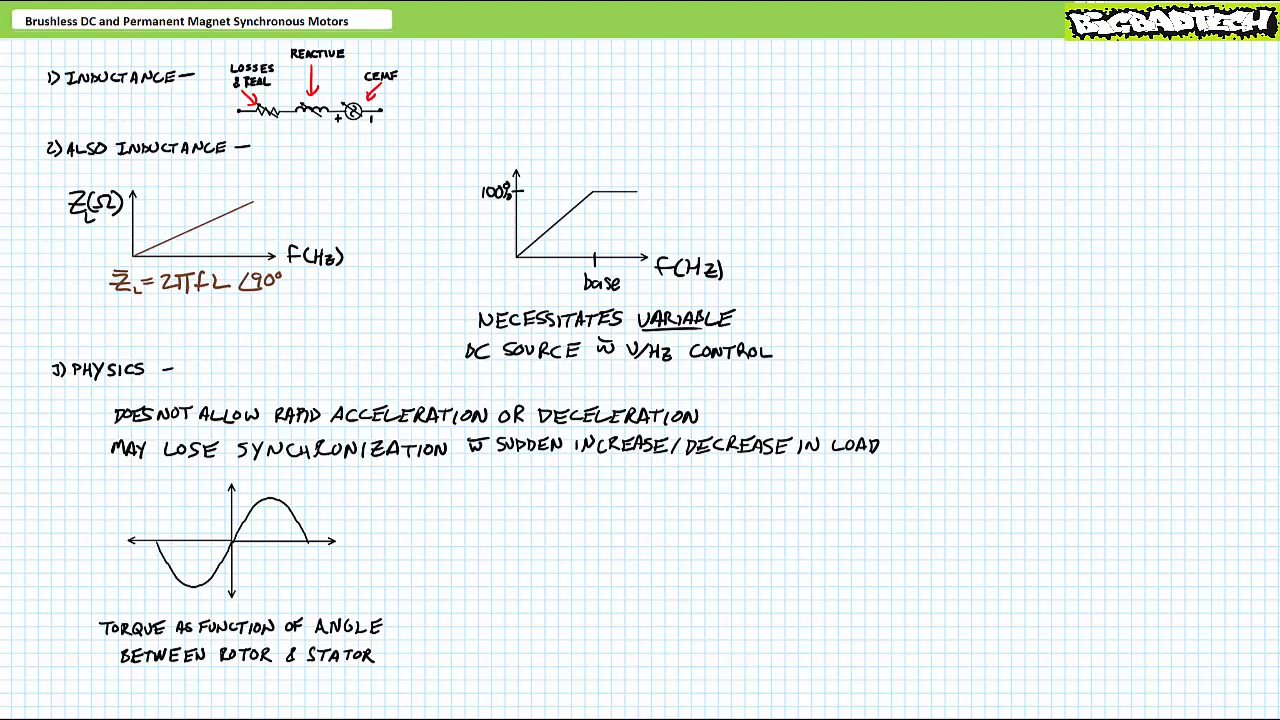 Brushless DC and Permanent Magnet Synchronous Motors
BIGBADTECH
1) INDUCTANCE —
LOSSES
& REAL
REACTIVE
CEMF
+ -
2) ALSO INDUCTANCE —
Z_L(Ω)
f(Hz)
Z̅_L = 2πfL ∠90°
100%
base
f(Hz)
NECESSITATES VARIABLE
DC SOURCE w̅ V/Hz CONTROL
3) PHYSICS —
DOES NOT ALLOW RAPID ACCELERATION OR DECELERATION
MAY LOSE SYNCHRONIZATION w̅ SUDDEN INCREASE/DECREASE IN LOAD
TORQUE AS FUNCTION OF ANGLE
BETWEEN ROTOR & STATOR